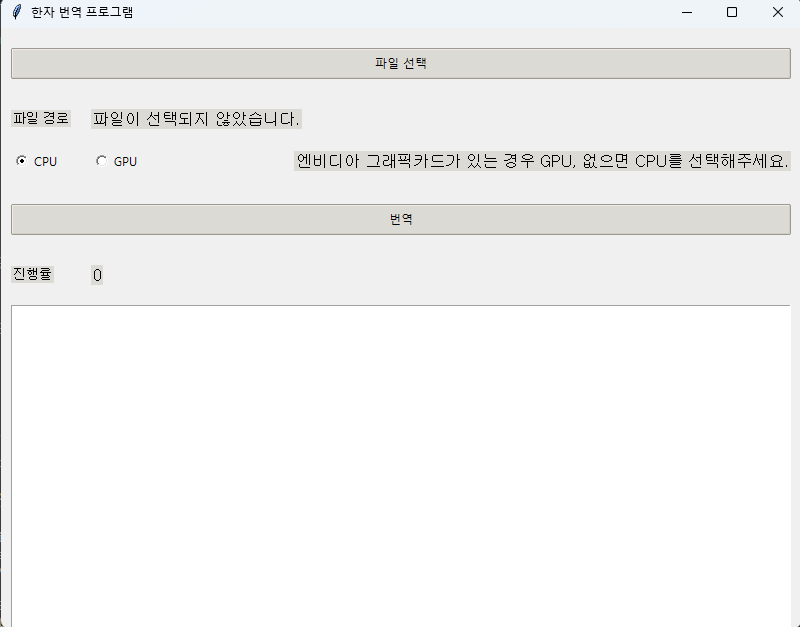 한자 번역 프로그램
파일 선택
파일 경로 파일이 선택되지 않았습니다.
CPU GPU 엔비디아 그래픽카드가 있는 경우 GPU, 없으면 CPU를 선택해주세요.
번역
진행률 0